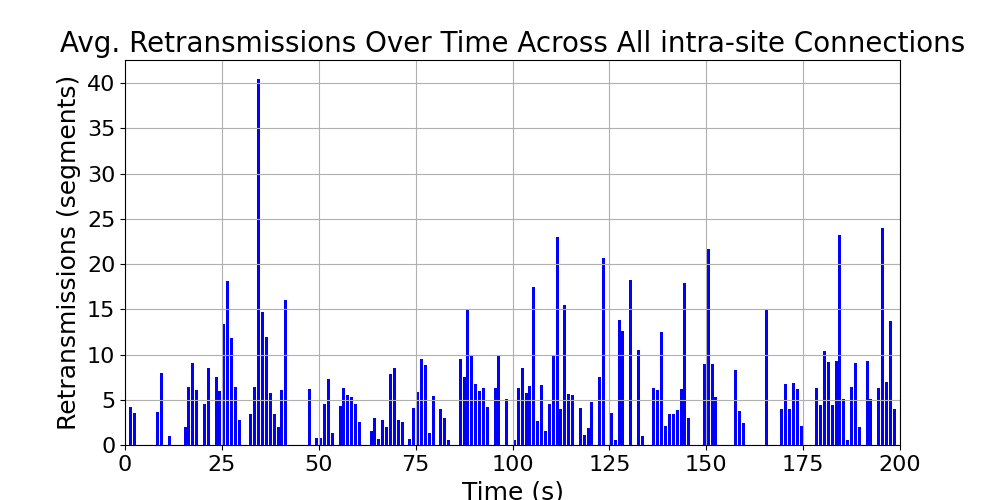 Avg. Retransmissions Over Time Across All intra-site Connections
Retransmissions (segments)
40
35
30
25
20
15
10
5
0
0 25 50 75 100 125 150 175 200
Time (s)